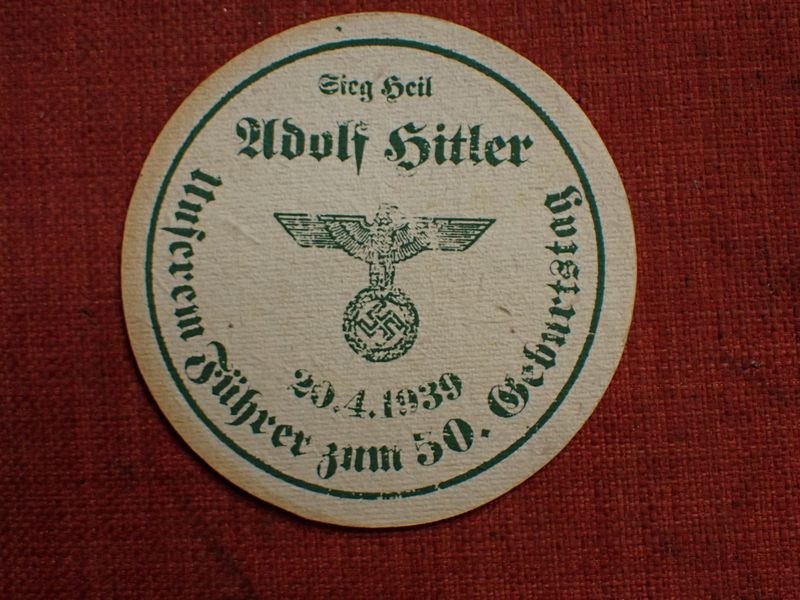 Sieg Heil
Adolf Hitler
20.4.1939
Unserem Führer zum 50. Geburtstag